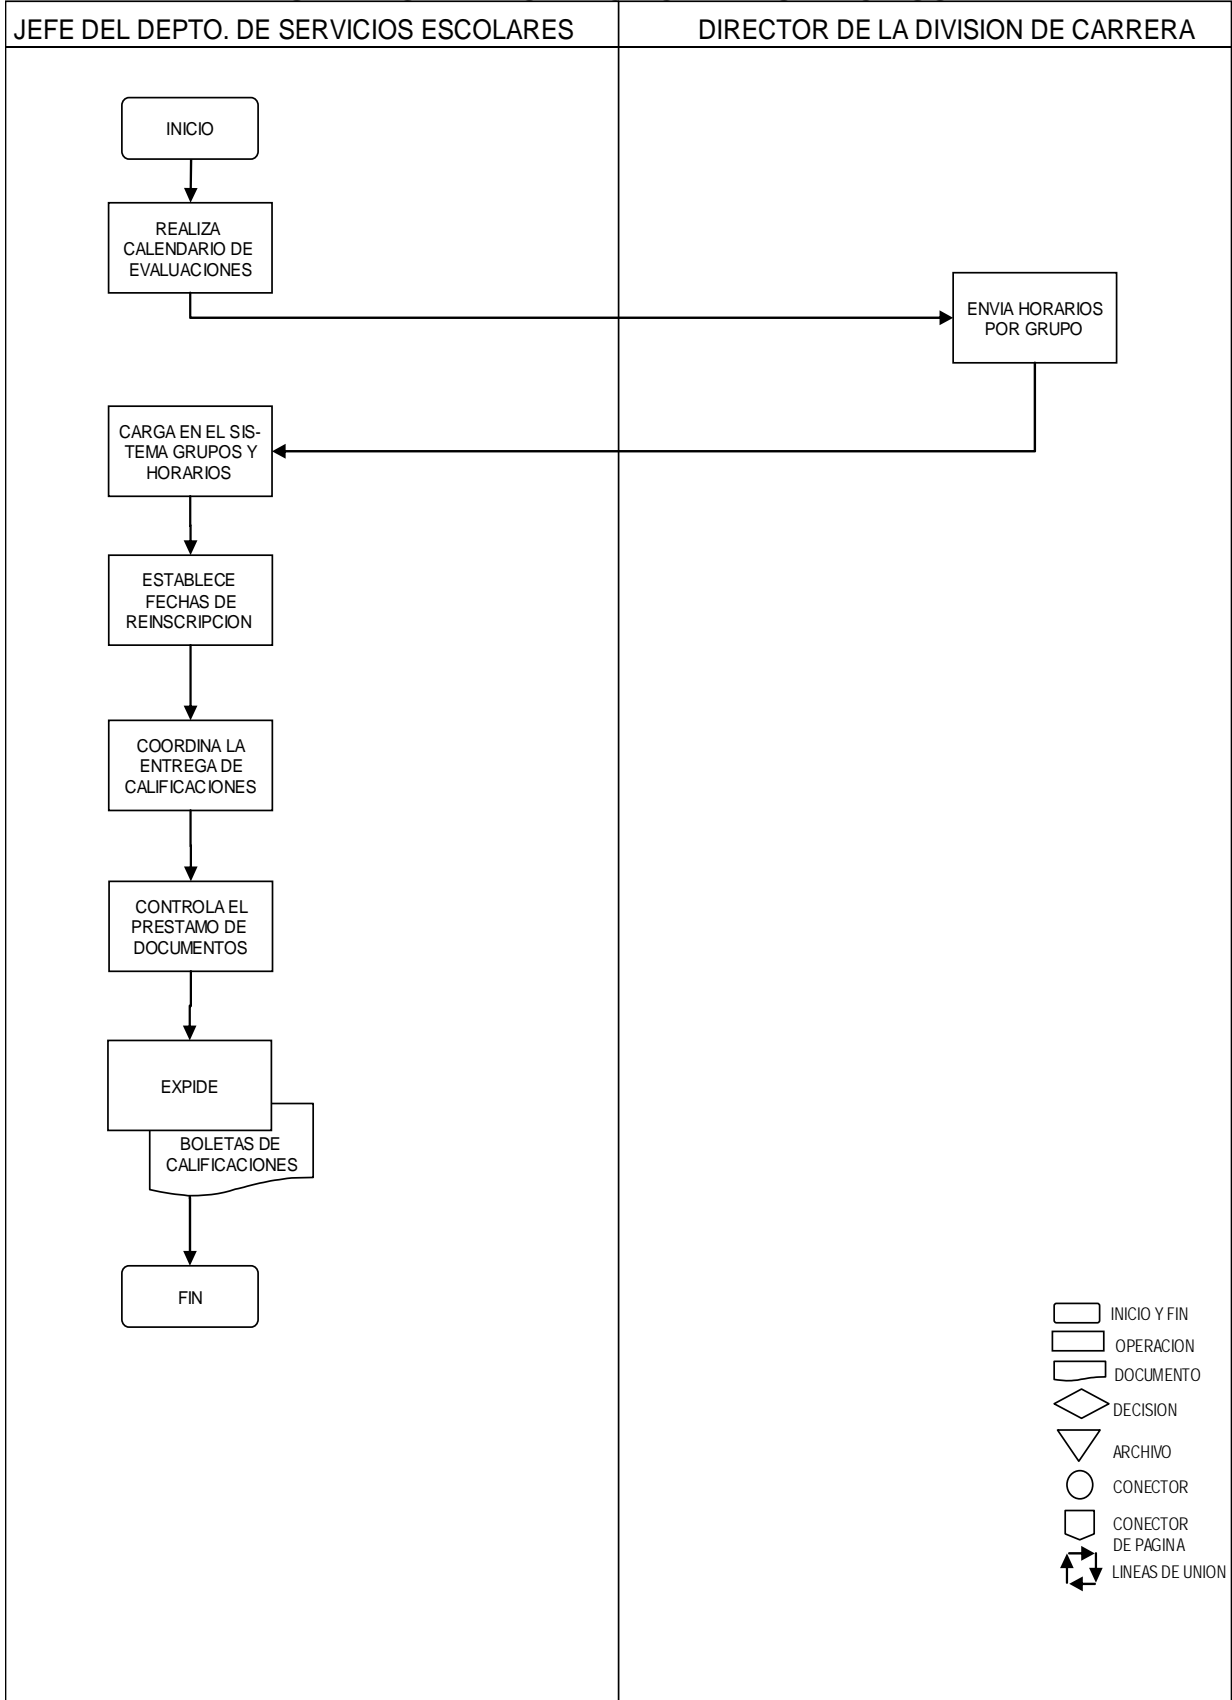 JEFE DEL DEPTO. DE SERVICIOS ESCOLARES
DIRECTOR DE LA DIVISION DE CARRERA
INICIO
REALIZA
CALENDARIO DE
EVALUACIONES
ENVIA HORARIOS
POR GRUPO
CARGA EN EL SIS-
TEMA GRUPOS Y
HORARIOS
ESTABLECE
FECHAS DE
REINSCRIPCION
COORDINA LA
ENTREGA DE
CALIFICACIONES
CONTROLA EL
PRESTAMO DE
DOCUMENTOS
EXPIDE
BOLETAS DE
CALIFICACIONES
FIN
INICIO Y FIN
OPERACION
DOCUMENTO
DECISION
ARCHIVO
CONECTOR
CONECTOR
DE PAGINA
LINEAS DE UNION